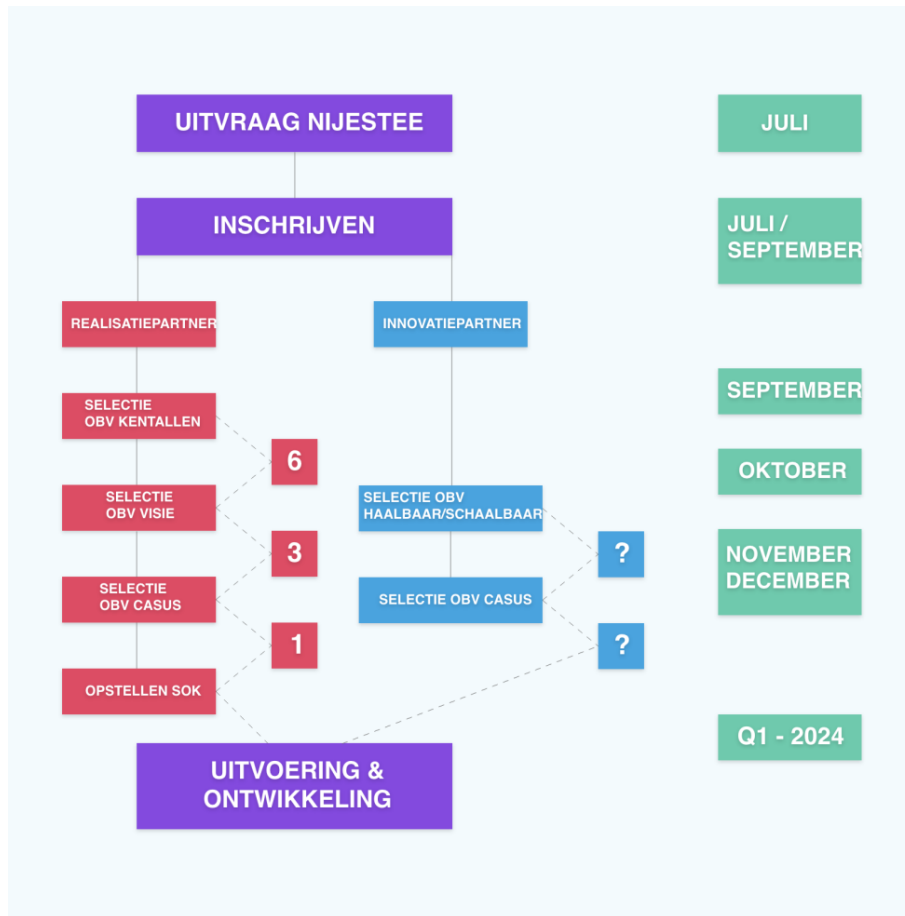 UITVRAAG NIJESTEE
JULI
INSCHRIJVEN
JULI /
SEPTEMBER
REALISATIEPARTNER
INNOVATIEPARTNER
SEPTEMBER
SELECTIE
OBV KENTALLEN
6
OKTOBER
SELECTIE
OBV VISIE
SELECTIE OBV
HAALBAAR/SCHAALBAAR
3
?
NOVEMBER
DECEMBER
SELECTIE
OBV CASUS
SELECTIE OBV CASUS
1
?
OPSTELLEN SOK
Q1 - 2024
UITVOERING &
ONTWIKKELING